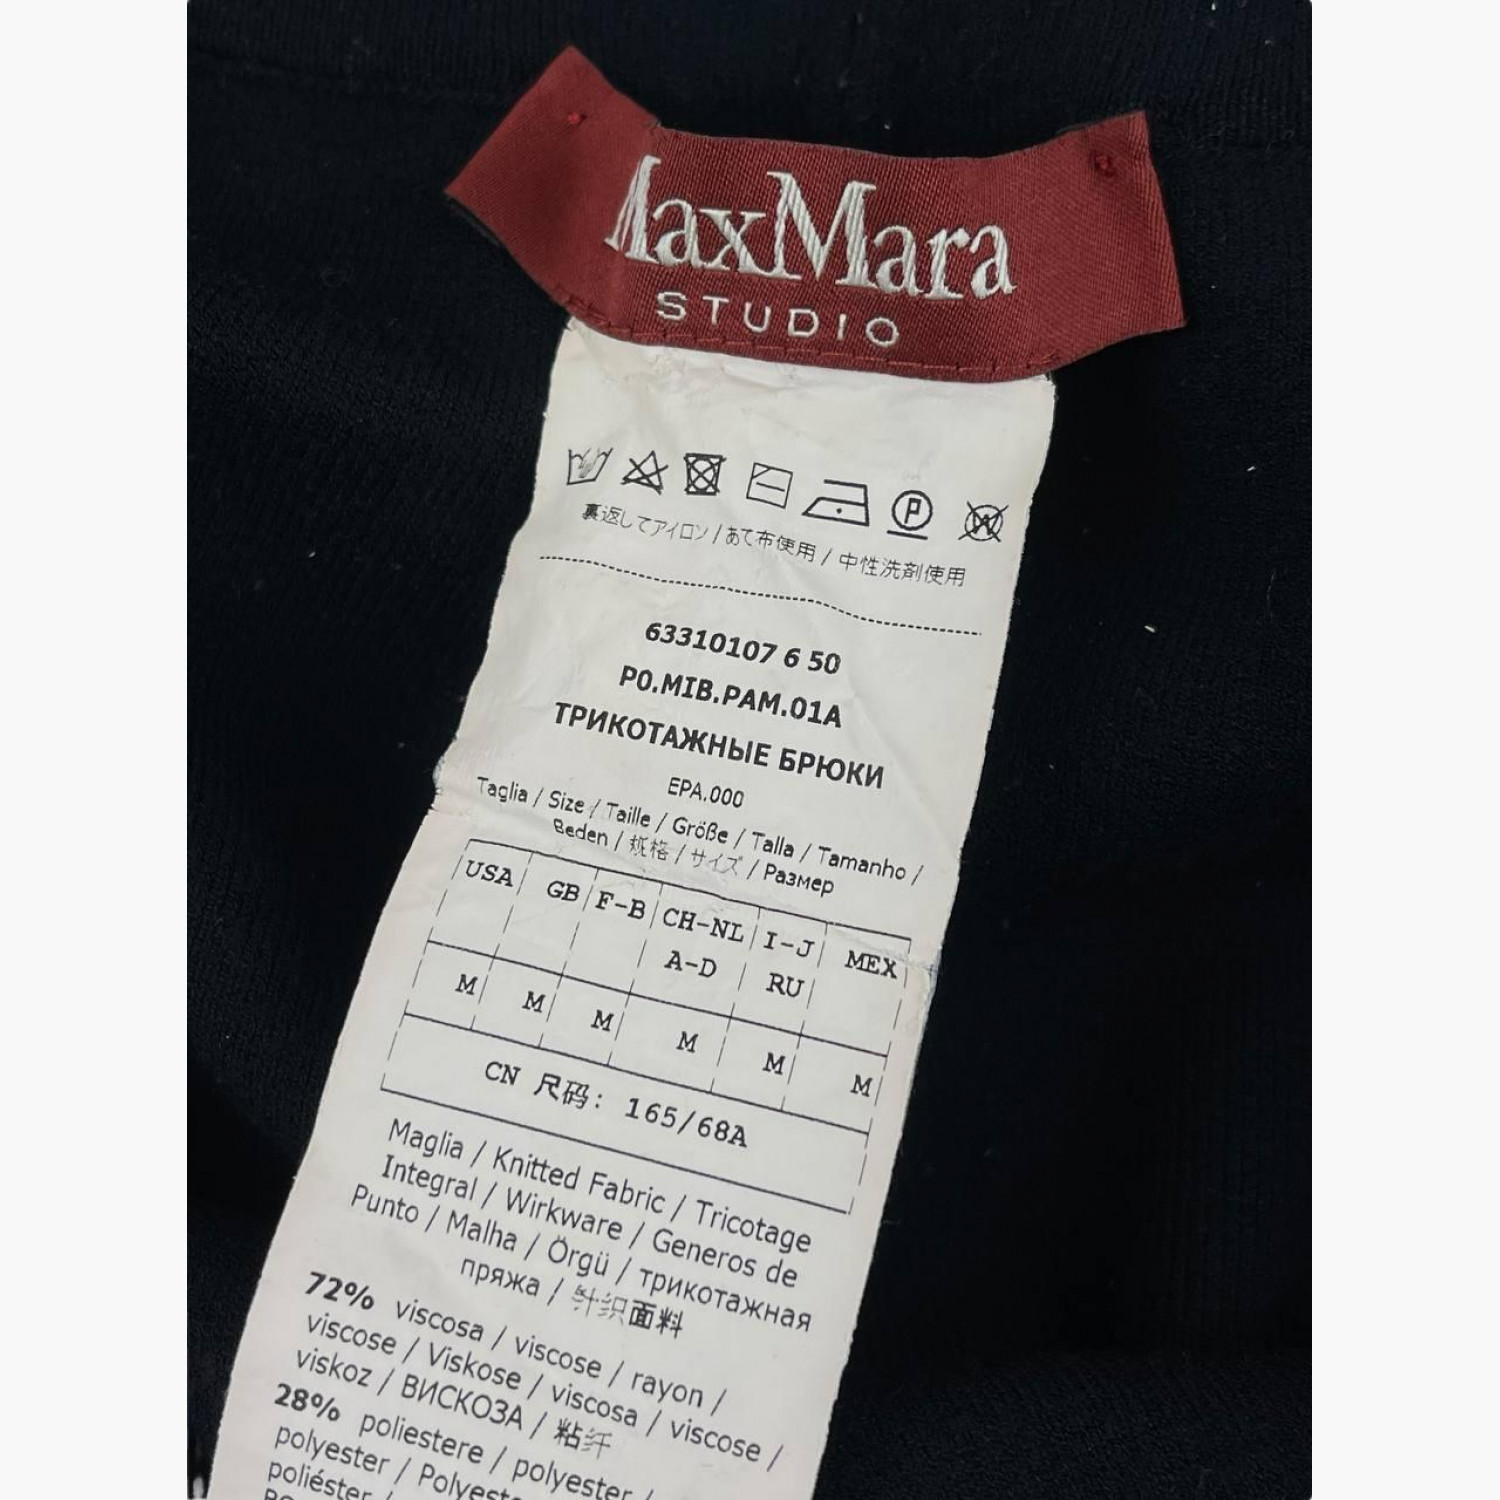 MaxMara
STUDIO
P
W
裏返してアイロン / あて布使用 / 中性洗剤使用
63310107 6 50
P0.MIB.PAM.01A
ТРИКОТАЖНЫЕ БРЮКИ
EPA.000
Taglia / Size / Taille / Größe / Talla / Tamanho /
Beden / 规格 / サイズ / Размер
USA GB F-B CH-NL I-J MEX
A-D RU
M M M M M M
CN 尺码: 165/68A
Maglia / Knitted Fabric / Tricotage
Integral / Wirkware / Generos de
Punto / Malha / Örgü / трикотажная
пряжа / 针织面料
72% viscosa / viscose / rayon /
viscose / Viskose / viscosa / viscose /
viskoz / ВИСКОЗА / 粘纤
28% poliestere / polyester /
polyester /
poliéster